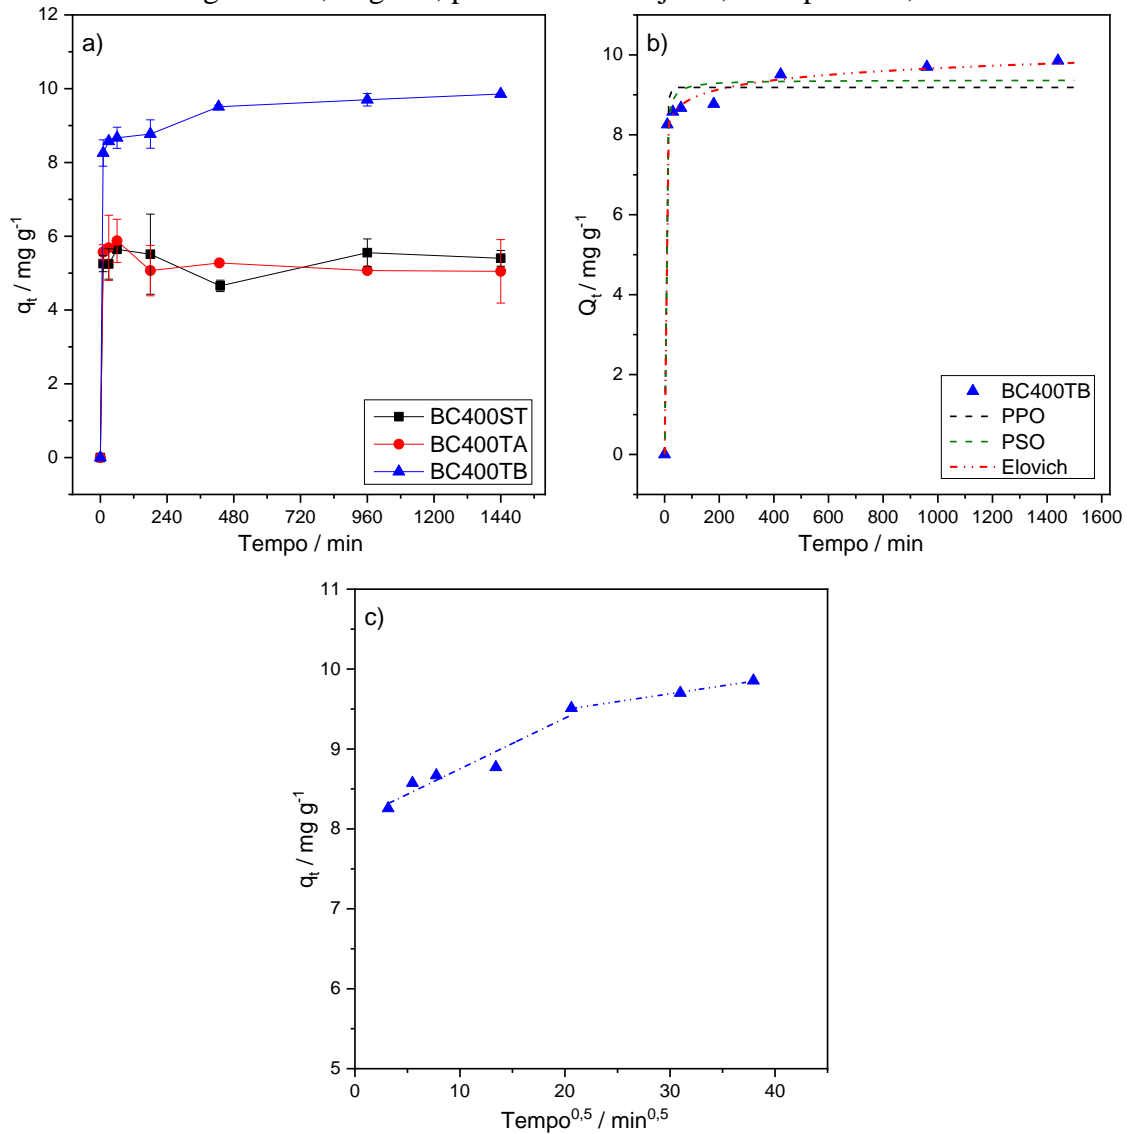 a)
12
10
8
6
4
2
0
q_t / mg g^-1
0 240 480 720 960 1200 1440
Tempo / min
BC400ST
BC400TA
BC400TB
b)
10
8
6
4
2
0
Q_t / mg g^-1
0 200 400 600 800 1000 1200 1400 1600
Tempo / min
BC400TB
PPO
PSO
Elovich
c)
11
10
9
8
7
6
5
q_t / mg g^-1
0 10 20 30 40
Tempo^0,5 / min^0,5